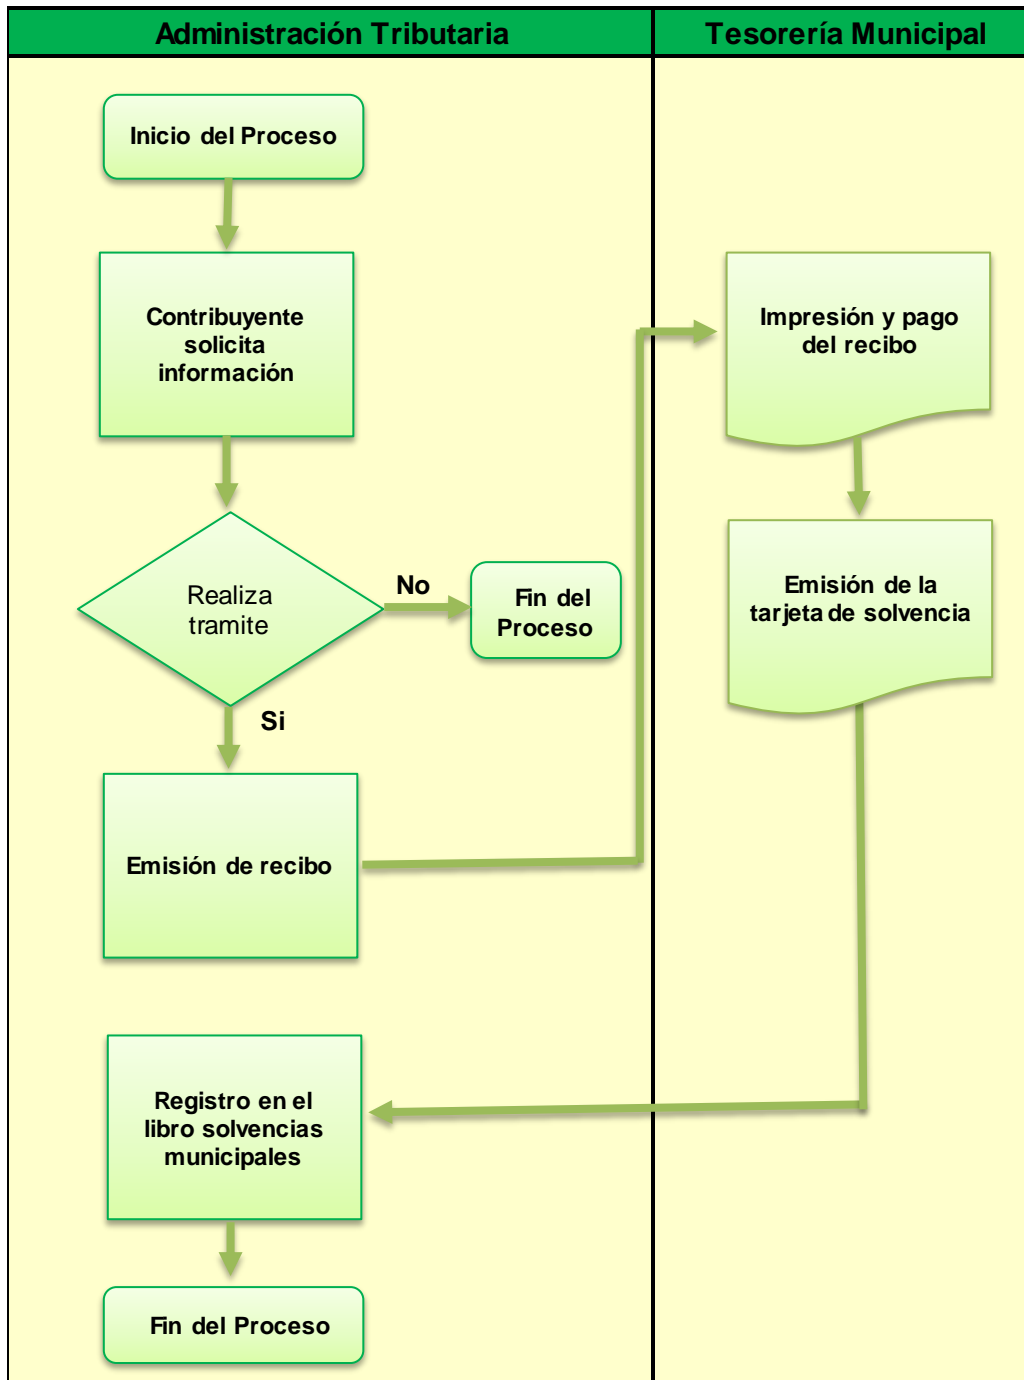 Administración Tributaria
Tesorería Municipal
Inicio del Proceso
Contribuyente
solicita
información
Realiza
tramite
No
Fin del
Proceso
Si
Emisión de recibo
Impresión y pago
del recibo
Emisión de la
tarjeta de solvencia
Registro en el
libro solvencias
municipales
Fin del Proceso